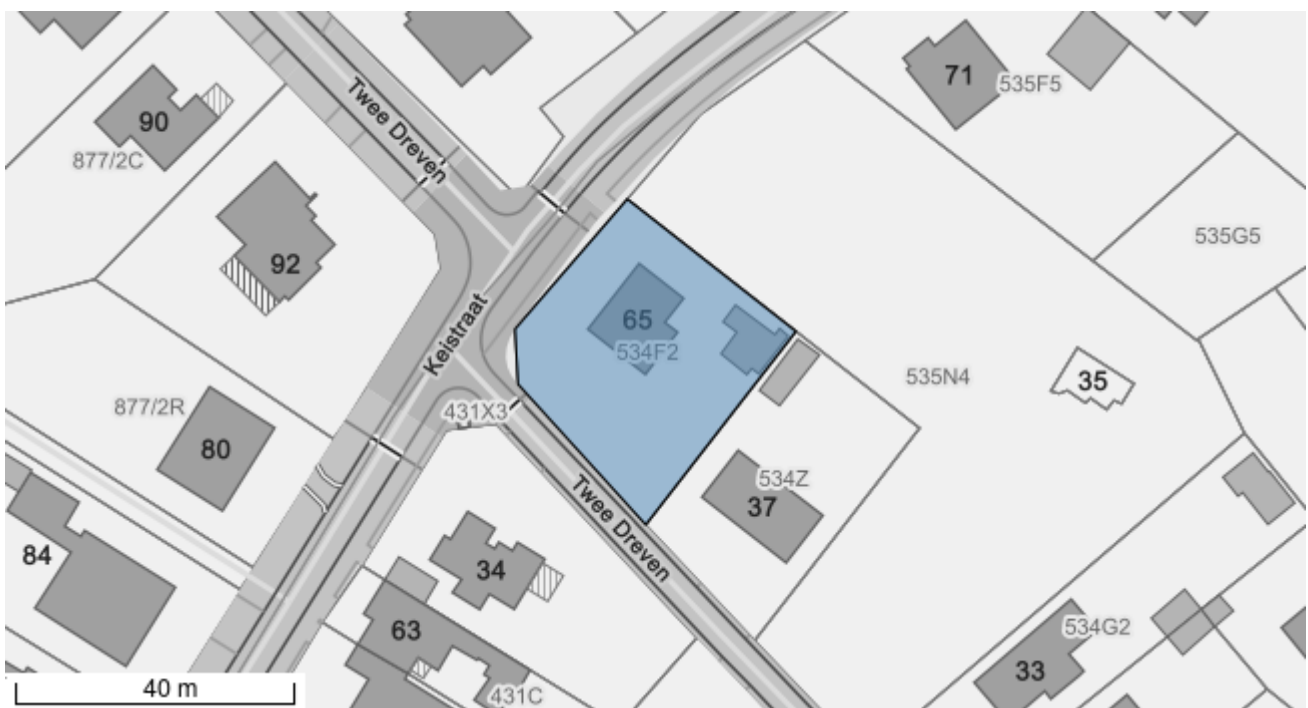 71
535F5
Twee Dreven
90
877/2C
535G5
92
65
Keistraat
534F2
535N4
35
877/2R
431X3
80
534Z
37
Twee Dreven
84
34
63
534G2
33
40 m
431C